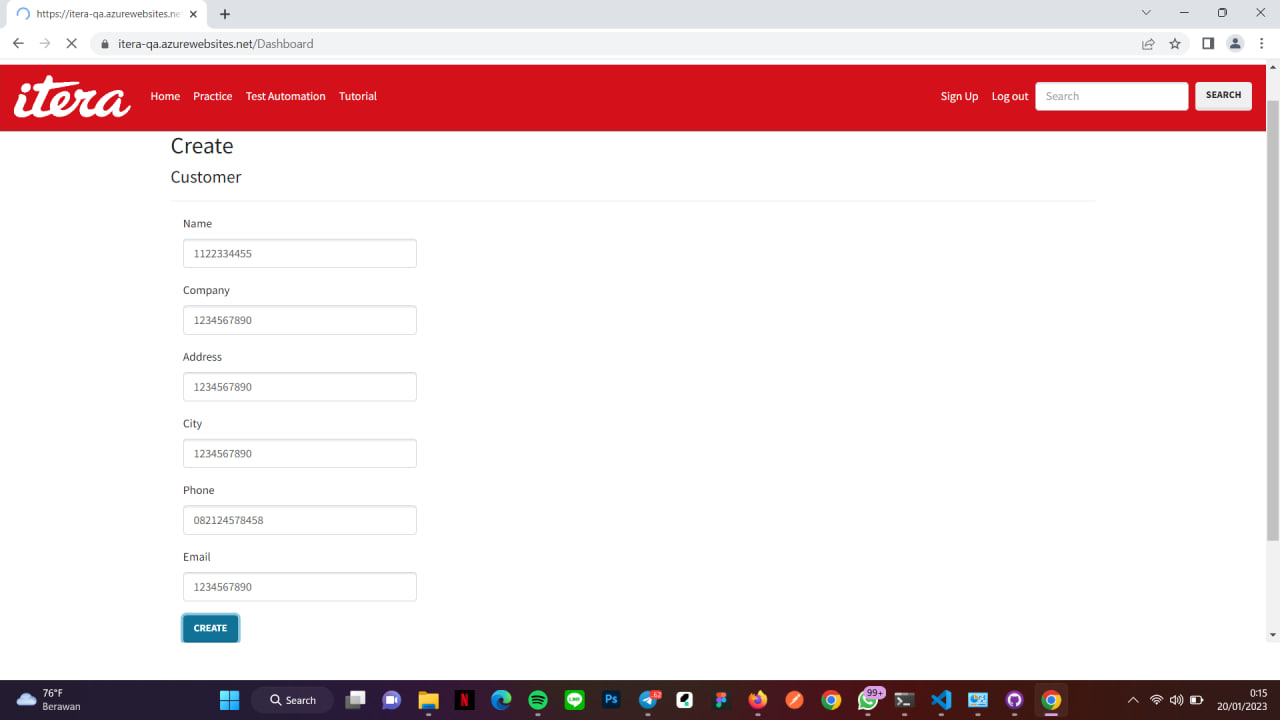 https://itera-qa.azurewebsites.ne
itera-qa.azurewebsites.net/Dashboard
itera
Home Practice Test Automation Tutorial Sign Up Log out Search SEARCH
Create
Customer
Name
1122334455
Company
1234567890
Address
1234567890
City
1234567890
Phone
082124578458
Email
1234567890
CREATE
76°F
Berawan
Search
99+
0:15
20/01/2023